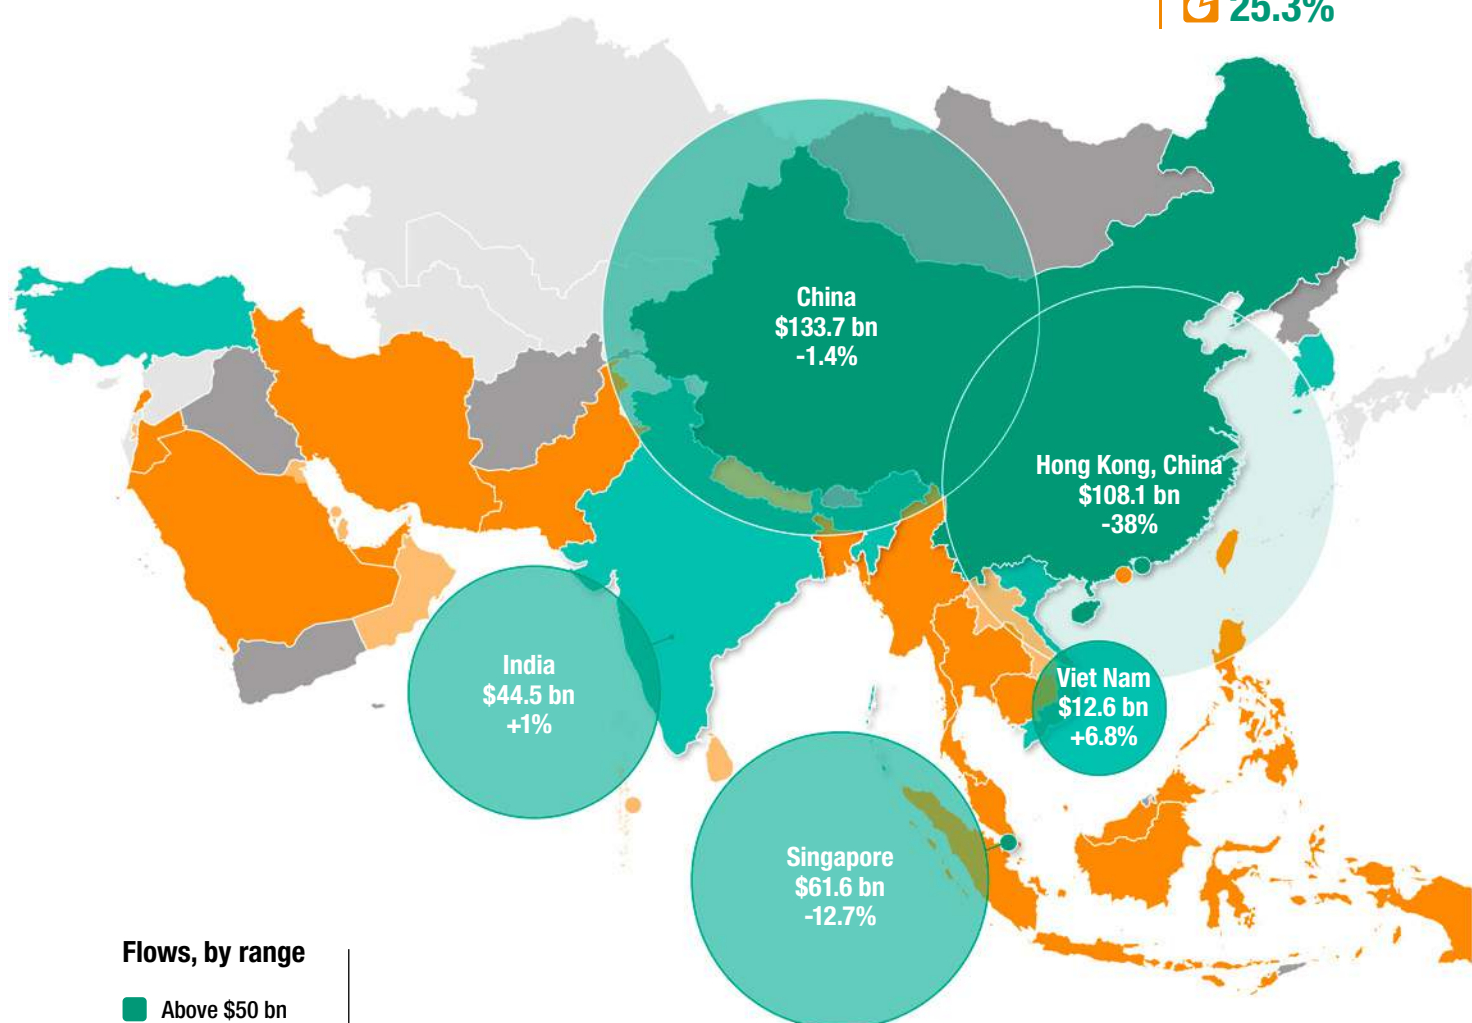 25.3%
China
$133.7 bn
-1.4%
Hong Kong, China
$108.1 bn
-38%
India
$44.5 bn
+1%
Viet Nam
$12.6 bn
+6.8%
Singapore
$61.6 bn
-12.7%
Flows, by range
Above $50 bn